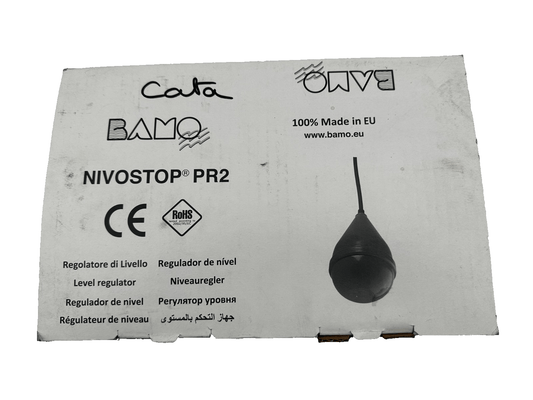 Cata
BAMO
BAMO
100% Made in EU
www.bamo.eu
NIVOSTOP® PR2
CE
RoHS
Regolatore di Livello
Regulador de nível
Level regulator
Niveauregler
Regulador de nivel
Регулятор уровня
Régulateur de niveau
جهاز التحكم بالمستوى